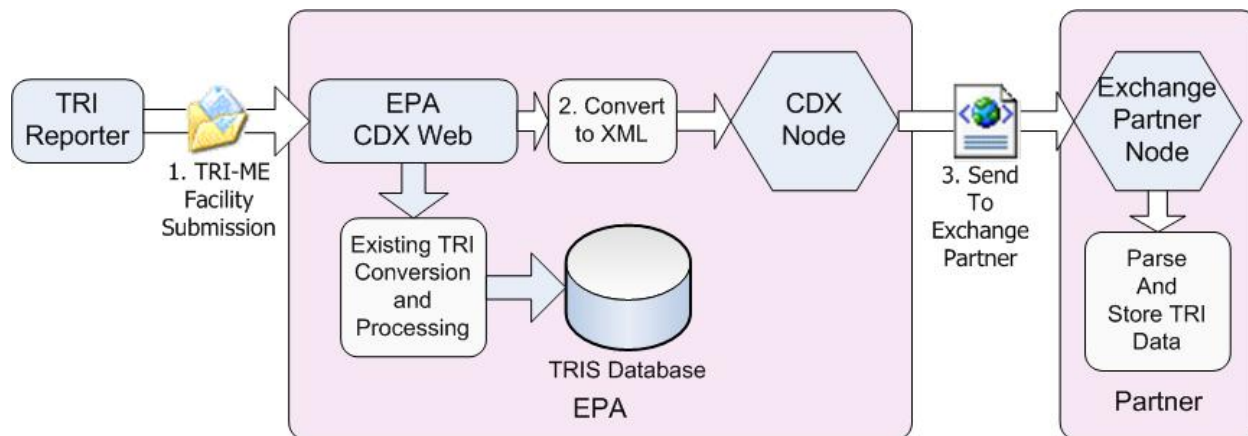 TRI
Reporter
1. TRI-ME
Facility
Submission
EPA
CDX Web
2. Convert
to XML
CDX
Node
3. Send
To
Exchange
Partner
Exchange
Partner
Node
Existing TRI
Conversion
and
Processing
TRIS Database
EPA
Parse
And
Store TRI
Data
Partner